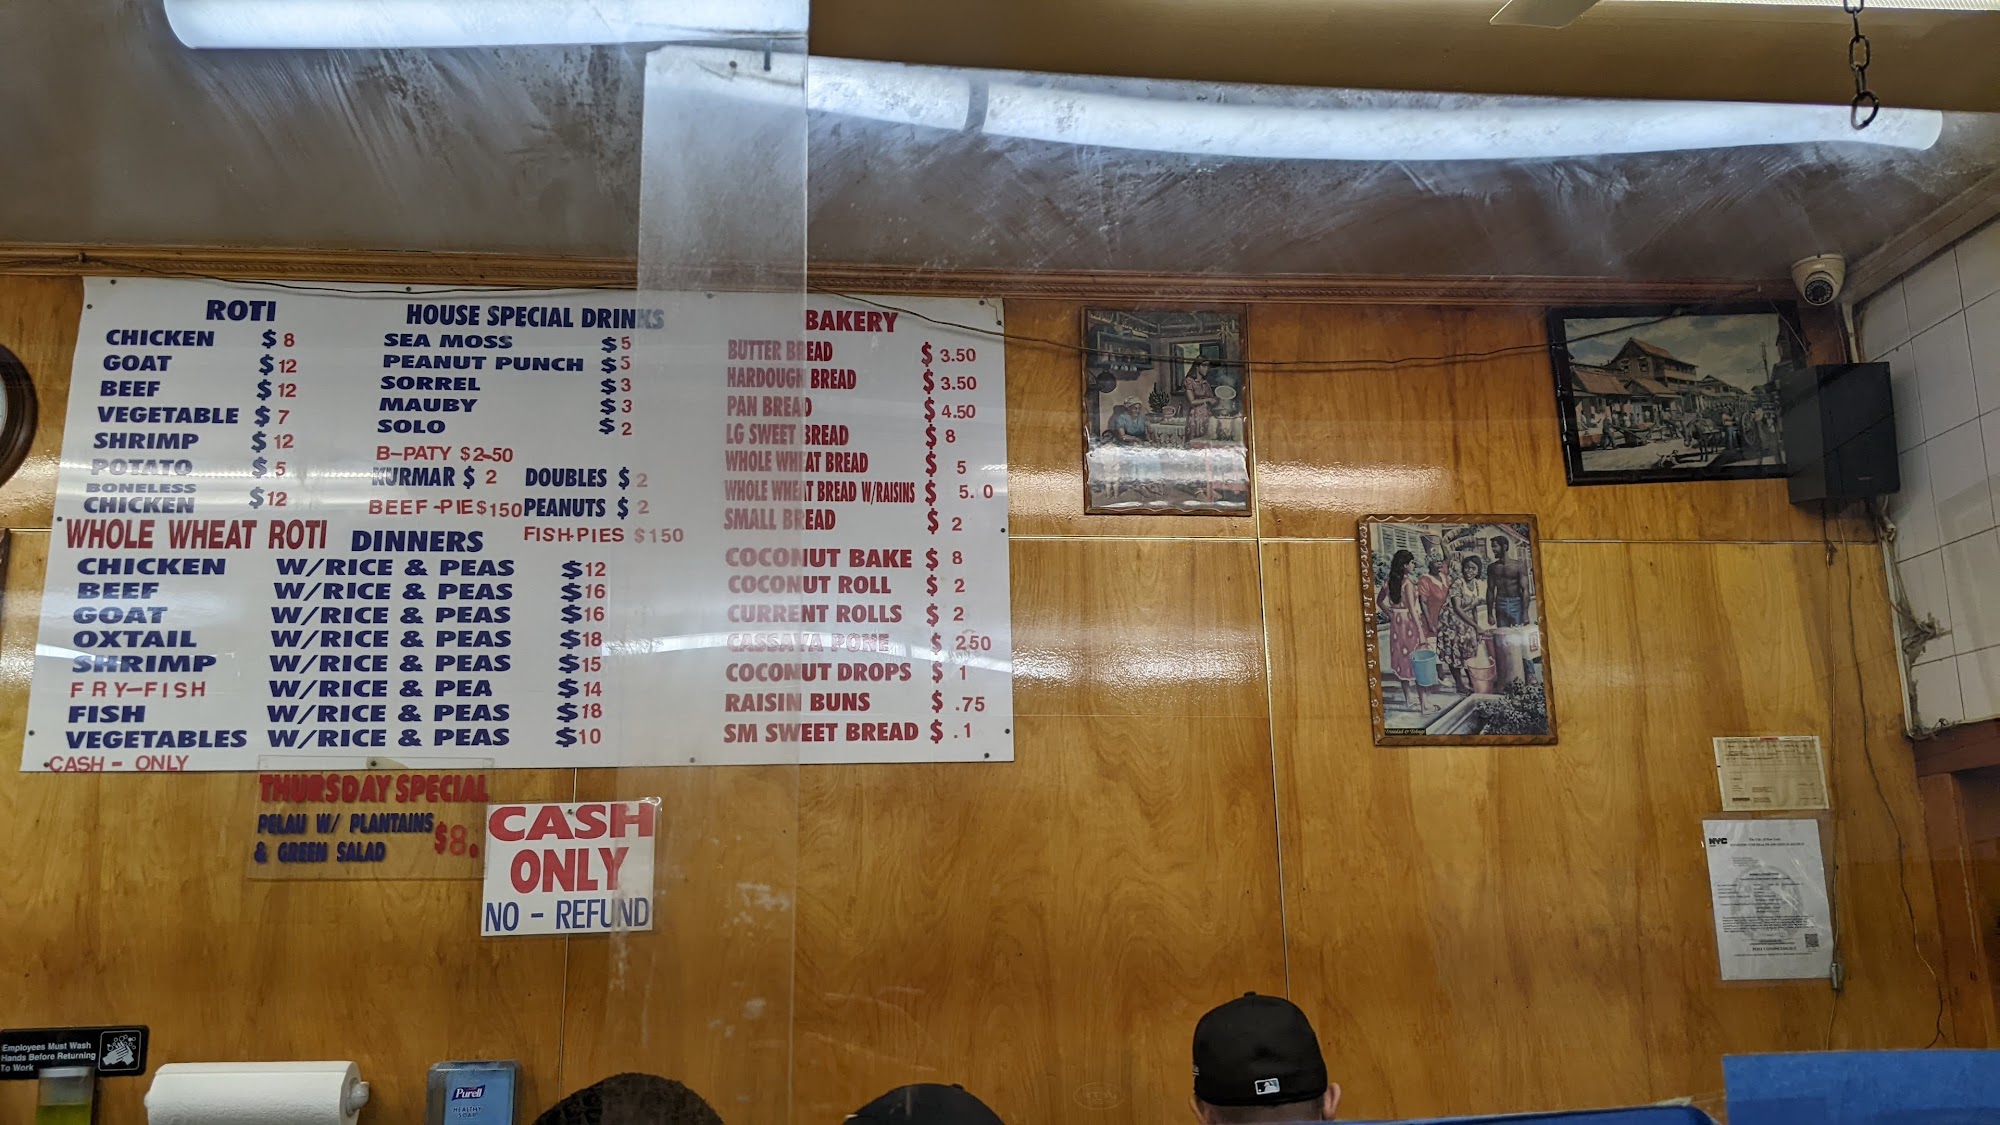 ROTI
CHICKEN $8
GOAT $12
BEEF $12
VEGETABLE $7
SHRIMP $12
POTATO $5
BONELESS
CHICKEN $12
HOUSE SPECIAL DRINKS
SEA MOSS $5
PEANUT PUNCH $5
SORREL $3
MAUBY $3
SOLO $2
B-PATY $2-50
KURMAR $2 DOUBLES $2
BEEF-PIE $150 PEANUTS $2
FISH-PIES $150
WHOLE WHEAT ROTI DINNERS
CHICKEN W/RICE & PEAS $12
BEEF W/RICE & PEAS $16
GOAT W/RICE & PEAS $16
OXTAIL W/RICE & PEAS $18
SHRIMP W/RICE & PEAS $15
FRY-FISH W/RICE & PEA $14
FISH W/RICE & PEAS $18
VEGETABLES W/RICE & PEAS $10
CASH - ONLY
BAKERY
BUTTER BREAD $3.50
HARDOUGH BREAD $3.50
PAN BREAD $4.50
LG SWEET BREAD $8
WHOLE WHEAT BREAD $5
WHOLE WHEAT BREAD W/RAISINS $5. 0
SMALL BREAD $2
COCONUT BAKE $8
COCONUT ROLL $2
CURRENT ROLLS $2
CASSAVA PONE $250
COCONUT DROPS $1
RAISIN BUNS $.75
SM SWEET BREAD $.1
THURSDAY SPECIAL
PELAU W/ PLANTAINS
& GREEN SALAD $8.
CASH
ONLY
NO - REFUND
Employees Must Wash
Hands Before Returning
To Work
Purell
HEALTHY
SOAP
Trinidad & Tobago
NYC